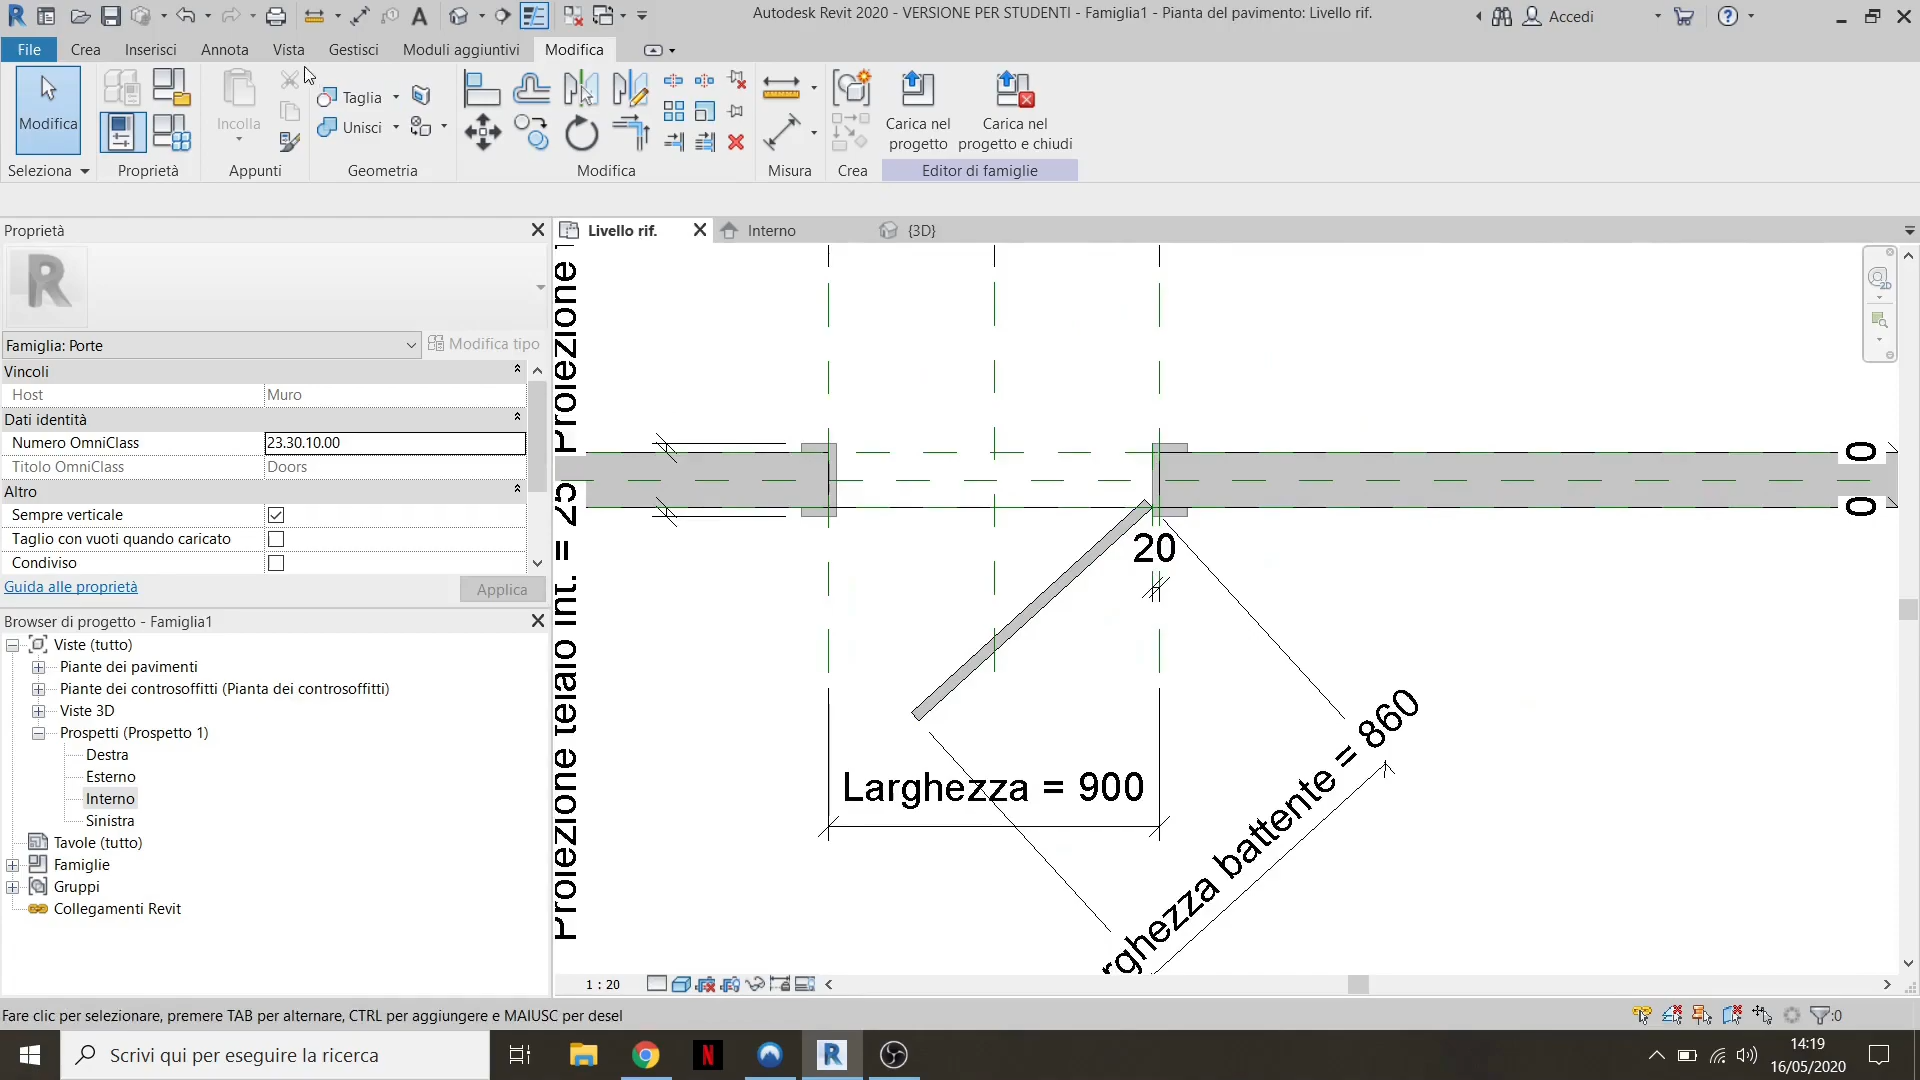 Autodesk Revit 2020 - VERSIONE PER STUDENTI - Famiglia1 - Pianta del pavimento: Livello rif.
Accedi
File
Crea
Inserisci
Annota
Vista
Gestisci
Moduli aggiuntivi
Modifica
Modifica
Incolla
Taglia
Unisci
Carica nel
progetto
Carica nel
progetto e chiudi
Seleziona
Proprietà
Appunti
Geometria
Modifica
Misura
Crea
Editor di famiglie
Proprietà
Livello rif.
Interno
{3D}
Famiglia: Porte
Modifica tipo
Vincoli
Host
Muro
Dati identità
Numero OmniClass
23.30.10.00
Titolo OmniClass
Doors
Altro
Sempre verticale
Taglio con vuoti quando caricato
Condiviso
Guida alle proprietà
Applica
Browser di progetto - Famiglia1
Viste (tutto)
Piante dei pavimenti
Piante dei controsoffitti (Pianta dei controsoffitti)
Viste 3D
Prospetti (Prospetto 1)
Destra
Esterno
Interno
Sinistra
Tavole (tutto)
Famiglie
Gruppi
Collegamenti Revit
Proiezione telaio int. = 25
Proiezione
0
0
20
Larghezza = 900
rghezza battente = 860
1 : 20
Fare clic per selezionare, premere TAB per alternare, CTRL per aggiungere e MAIUSC per desel
:0
Scrivi qui per eseguire la ricerca
14:19
16/05/2020